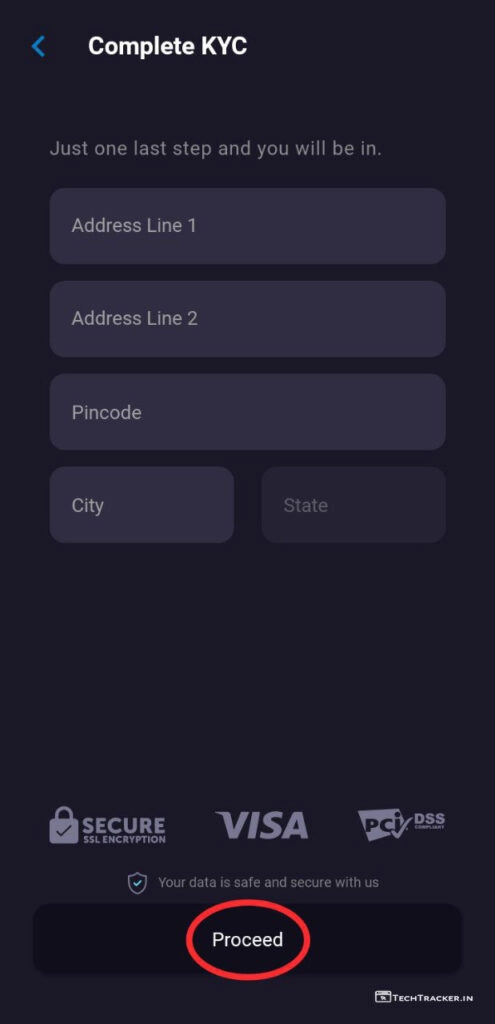 Complete KYC
Just one last step and you will be in.
Address Line 1
Address Line 2
Pincode
City State
SECURE VISA PCI DSS
SSL ENCRYPTION COMPLIANT
Your data is safe and secure with us
Proceed
TECHTRACKER.IN